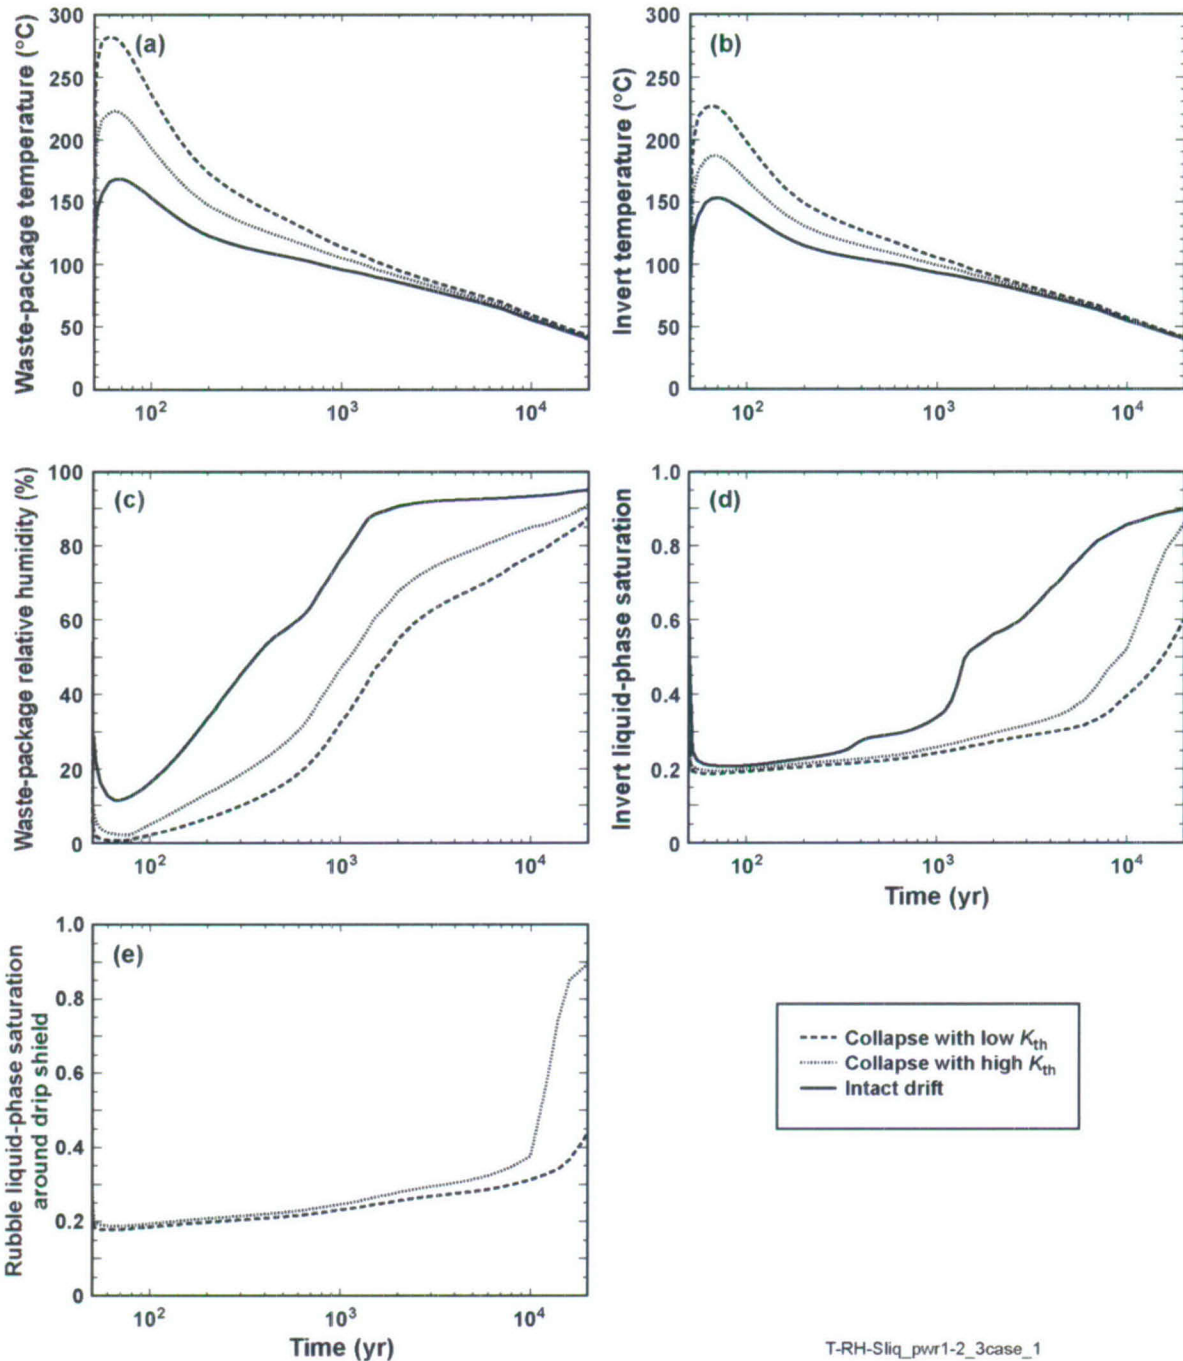 (a)
Waste-package temperature (°C)
300
250
200
150
100
50
0
10²
10³
10⁴
(b)
Invert temperature (°C)
300
250
200
150
100
50
0
10²
10³
10⁴
(c)
Waste-package relative humidity (%)
100
80
60
40
20
0
10²
10³
10⁴
(d)
Invert liquid-phase saturation
1.0
0.8
0.6
0.4
0.2
0
10²
10³
10⁴
Time (yr)
(e)
Rubble liquid-phase saturation
around drip shield
1.0
0.8
0.6
0.4
0.2
0
10²
10³
10⁴
Time (yr)
Collapse with low Kth
Collapse with high Kth
Intact drift
T-RH-Sliq_pwr1-2_3case_1